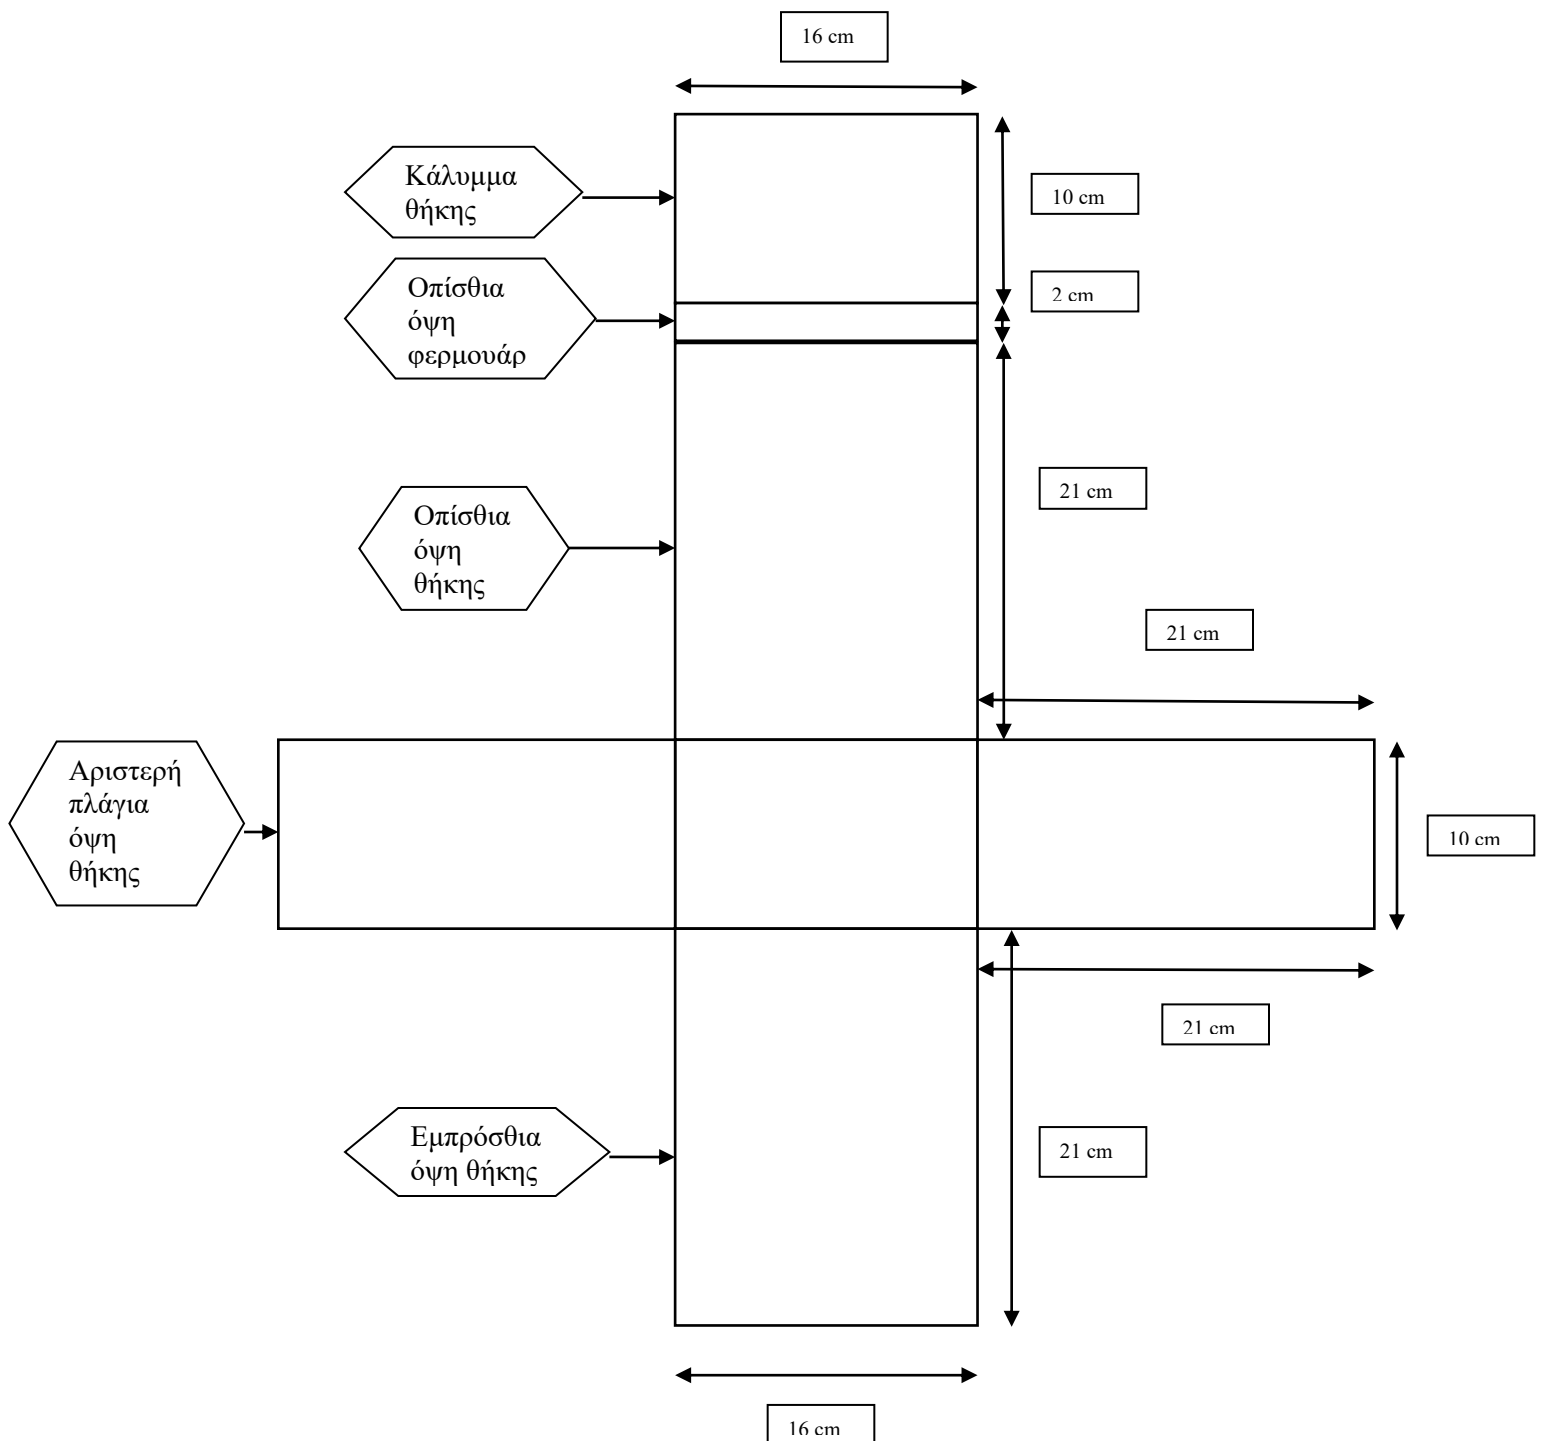 16 cm
Κάλυμμα
θήκης
10 cm
Οπίσθια
όψη
φερμουάρ
2 cm
Οπίσθια
όψη
θήκης
21 cm
21 cm
Αριστερή
πλάγια
όψη
θήκης
10 cm
21 cm
Εμπρόσθια
όψη θήκης
21 cm
16 cm